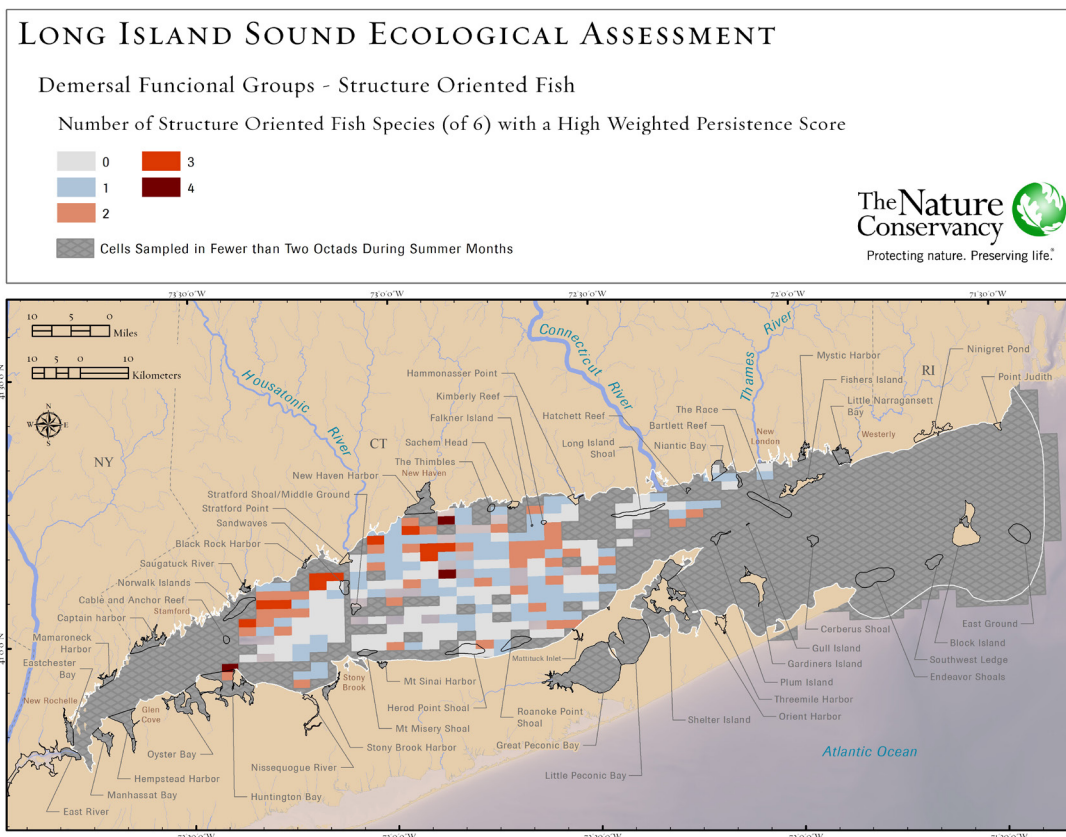 LONG ISLAND SOUND ECOLOGICAL ASSESSMENT
Demersal Funcional Groups - Structure Oriented Fish
Number of Structure Oriented Fish Species (of 6) with a High Weighted Persistence Score
0
3
1
4
2
Cells Sampled in Fewer than Two Octads During Summer Months
The Nature
Conservancy
Protecting nature. Preserving life.®
73°30'0"W
73°0'0"W
72°30'0"W
72°0'0"W
71°30'0"W
10 5 0
Miles
10 5 0 10
Kilometers
N
W E
S
NY
CT
RI
Housatonic
River
Connecticut
River
Thames
River
Hammonasser Point
Kimberly Reef
Falkner Island
Sachem Head
The Thimbles
New Haven
New Haven Harbor
Stratford Shoal/Middle Ground
Stratford Point
Sandwaves
Black Rock Harbor
Saugatuck River
Norwalk Islands
Cable and Anchor Reef
Stamford
Captain harbor
Mamaroneck
Harbor
Eastchester
Bay
New Rochelle
Hatchett Reef
Long Island
Shoal
The Race
Bartlett Reef
Niantic Bay
New
London
Mystic Harbor
Fishers Island
Little Narragansett
Bay
Westerly
Ninigret Pond
Point Judith
Glen
Cove
Oyster Bay
Hempstead Harbor
Manhassat Bay
East River
Huntington Bay
Nissequogue River
Stony Brook Harbor
Stony
Brook
Mt Misery Shoal
Mt Sinai Harbor
Herod Point Shoal
Roanoke Point
Shoal
Mattituck Inlet
Great Peconic Bay
Little Peconic Bay
Shelter Island
Orient Harbor
Threemile Harbor
Plum Island
Gardiners Island
Gull Island
Cerberus Shoal
East Ground
Block Island
Southwest Ledge
Endeavor Shoals
Atlantic Ocean